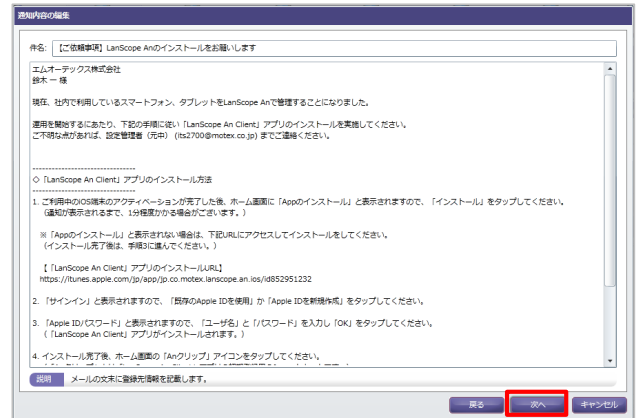 通知内容の編集
件名: 【ご依頼事項】LanScope Anのインストールをお願いします
エムオーテックス株式会社
鈴木 一 様
現在、社内で利用しているスマートフォン、タブレットをLanScope Anで管理することになりました。
運用を開始するにあたり、下記の手順に従い「LanScope An Client」アプリのインストールを実施してください。
ご不明な点があれば、設定管理者（元中） (its2700@motex.co.jp) までご連絡ください。
--------------------------------
◇「LanScope An Client」アプリのインストール方法
--------------------------------
1. ご利用中のiOS端末のアクティベーションが完了した後、ホーム画面に「Appのインストール」と表示されますので、「インストール」をタップしてください。
（通知が表示されるまで、1分程度かかる場合がございます。）
※「Appのインストール」と表示されない場合は、下記URLにアクセスしてインストールをしてください。
（インストール完了後は、手順3に進んでください。）
【「LanScope An Client」アプリのインストールURL】
https://itunes.apple.com/jp/app/jp.co.motex.lanscope.an.ios/id852951232
2. 「サインイン」と表示されますので、「既存のApple IDを使用」か「Apple IDを新規作成」をタップしてください。
3. 「Apple IDパスワード」と表示されますので、「ユーザ名」と「パスワード」を入力し「OK」をタップしてください。
（「LanScope An Client」アプリがインストールされます。）
4. インストール完了後、ホーム画面の「Anクリップ」アイコンをタップしてください。
説明 メールの文末に登録先情報を記載します。
戻る 次へ キャンセル